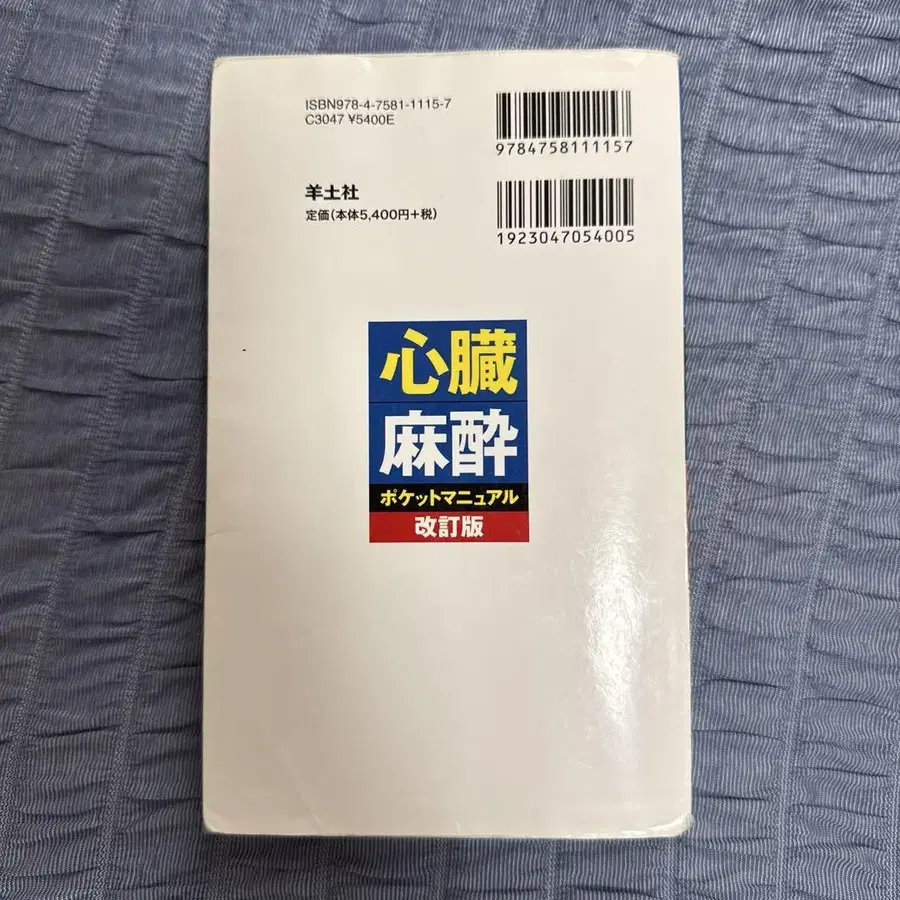 ISBN978-4-7581-1115-7
C3047 ¥5400E
9784758111157
羊土社
定価(本体5,400円+税)
1923047054005
心臓
麻酔
ポケットマニュアル
改訂版